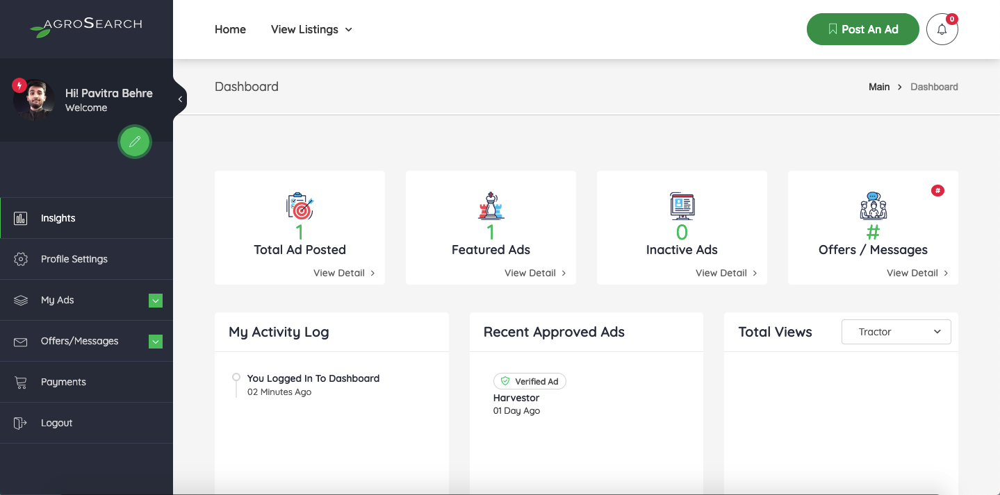 AGROSEARCH
Home
View Listings
Post An Ad
0
Hi! Pavitra Behre
Welcome
Dashboard
Main > Dashboard
Insights
Profile Settings
My Ads
Offers/Messages
Payments
Logout
1
Total Ad Posted
View Detail >
1
Featured Ads
View Detail >
0
Inactive Ads
View Detail >
#
#
Offers / Messages
View Detail >
My Activity Log
You Logged In To Dashboard
02 Minutes Ago
Recent Approved Ads
Verified Ad
Harvestor
01 Day Ago
Total Views
Tractor